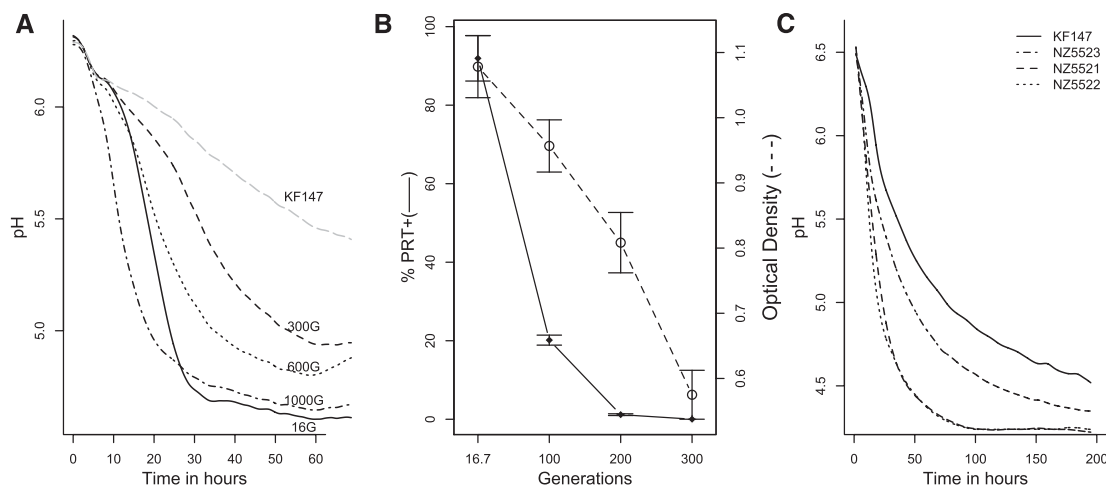 A
pH
6.0
5.5
5.0
KF147
300G
600G
1000G
16G
0 10 20 30 40 50 60
Time in hours
B
% PRT+(——)
100
80
60
40
20
0
Optical Density (- - -)
1.1
1.0
0.9
0.8
0.7
0.6
16.7 100 200 300
Generations
C
KF147
NZ5523
NZ5521
NZ5522
pH
6.5
6.0
5.5
5.0
4.5
0 50 100 150 200
Time in hours